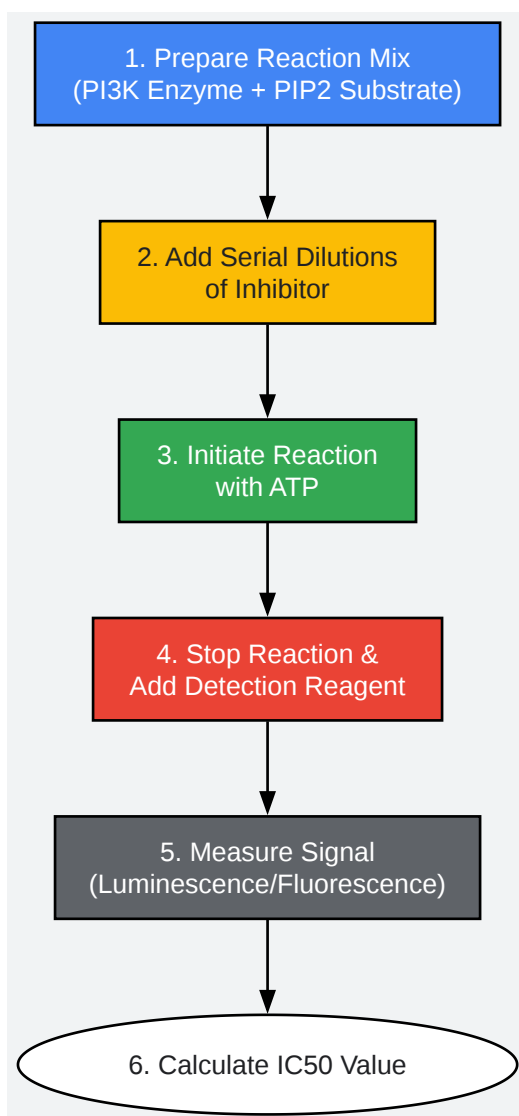 1. Prepare Reaction Mix
(PI3K Enzyme + PIP2 Substrate)
2. Add Serial Dilutions
of Inhibitor
3. Initiate Reaction
with ATP
4. Stop Reaction &
Add Detection Reagent
5. Measure Signal
(Luminescence/Fluorescence)
6. Calculate IC50 Value